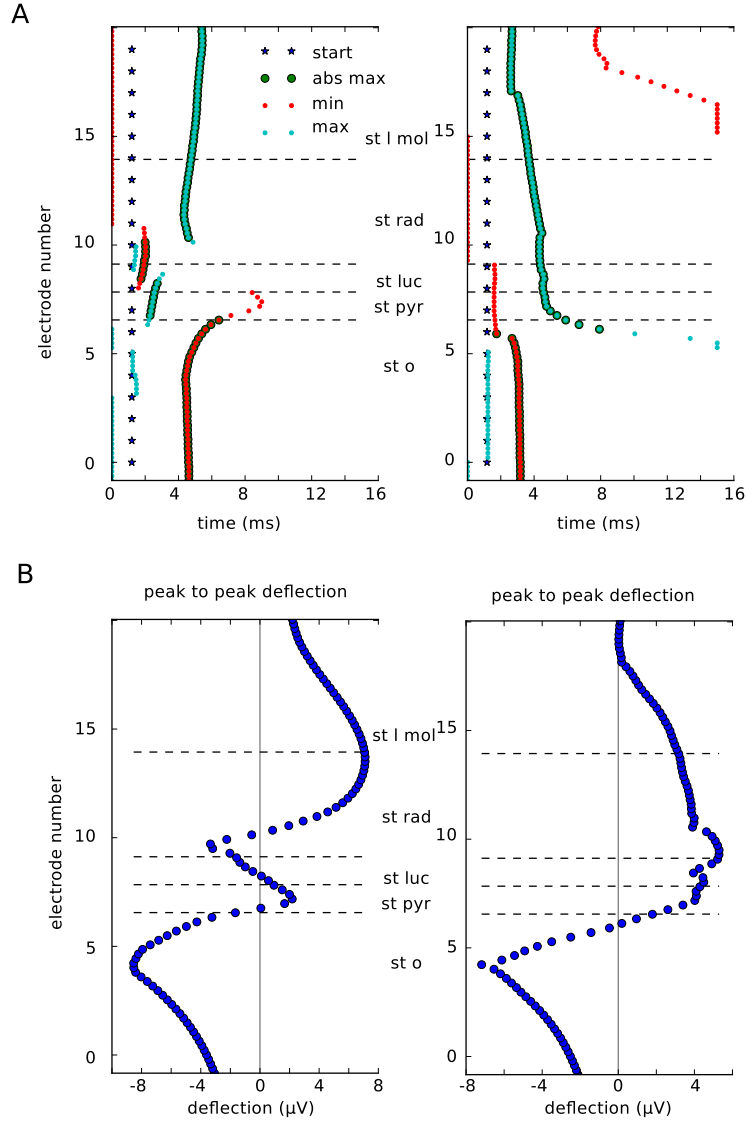 A
start
abs max
min
max
15
10
5
0
electrode number
0
4
8
12
16
time (ms)
st l mol
st rad
st luc
st pyr
st o
15
10
5
0
0
4
8
12
16
time (ms)
B
peak to peak deflection
15
10
5
0
electrode number
-8
-4
0
4
8
deflection (µV)
st l mol
st rad
st luc
st pyr
st o
peak to peak deflection
15
10
5
0
-8
-4
0
4
8
deflection (µV)